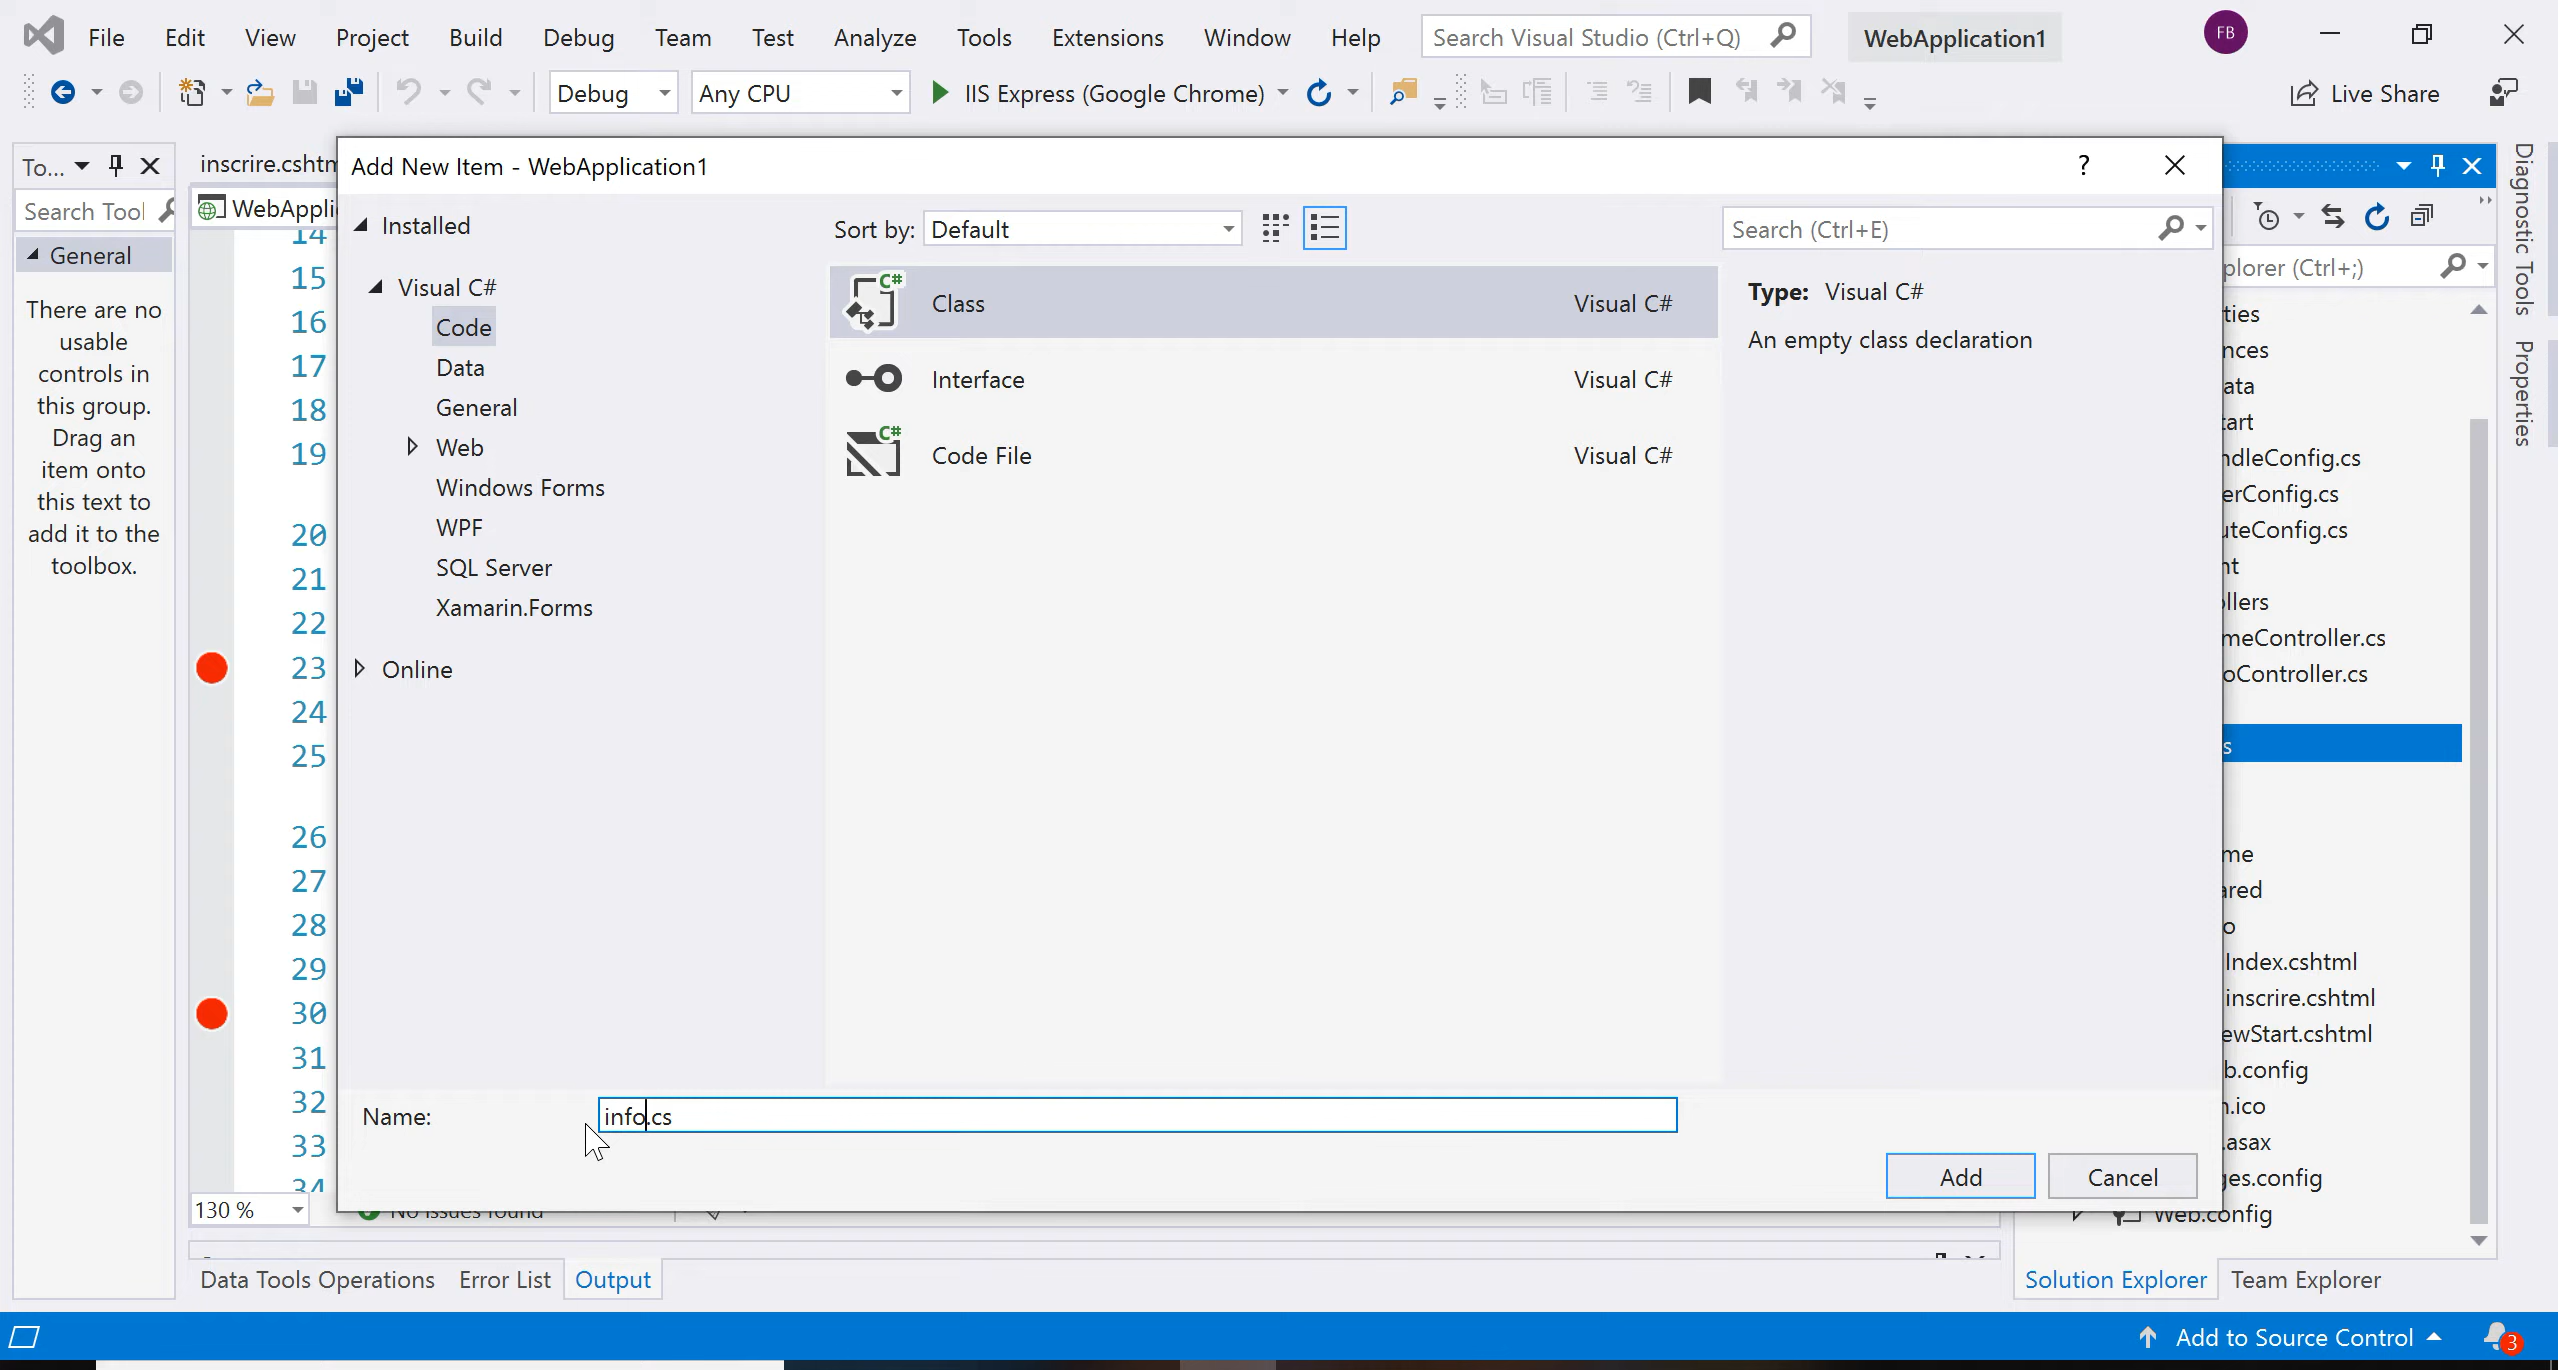 File Edit View Project Build Debug Team Test Analyze Tools Extensions Window Help Search Visual Studio (Ctrl+Q) WebApplication1 FB
Debug Any CPU IIS Express (Google Chrome) Live Share
To... inscrire.cshtm
Add New Item - WebApplication1 ?
Search Tool
WebAppli
General
There are no
usable
controls in
this group.
Drag an
item onto
this text to
add it to the
toolbox.
14
15
16
17
18
19
20
21
22
23
24
25
26
27
28
29
30
31
32
33
34
130 %
Installed
Visual C#
Code
Data
General
Web
Windows Forms
WPF
SQL Server
Xamarin.Forms
Online
Sort by: Default
Class Visual C#
Interface Visual C#
Code File Visual C#
Search (Ctrl+E)
Type: Visual C#
An empty class declaration
Name: info.cs
Add Cancel
No issues found
plorer (Ctrl+;)
ties
nces
ata
tart
ndleConfig.cs
erConfig.cs
uteConfig.cs
nt
ollers
meController.cs
oController.cs
s
me
ared
o
Index.cshtml
inscrire.cshtml
ewStart.cshtml
b.config
n.ico
.asax
ges.config
Web.config
Diagnostic Tools
Properties
Data Tools Operations Error List Output
Solution Explorer Team Explorer
Add to Source Control 3